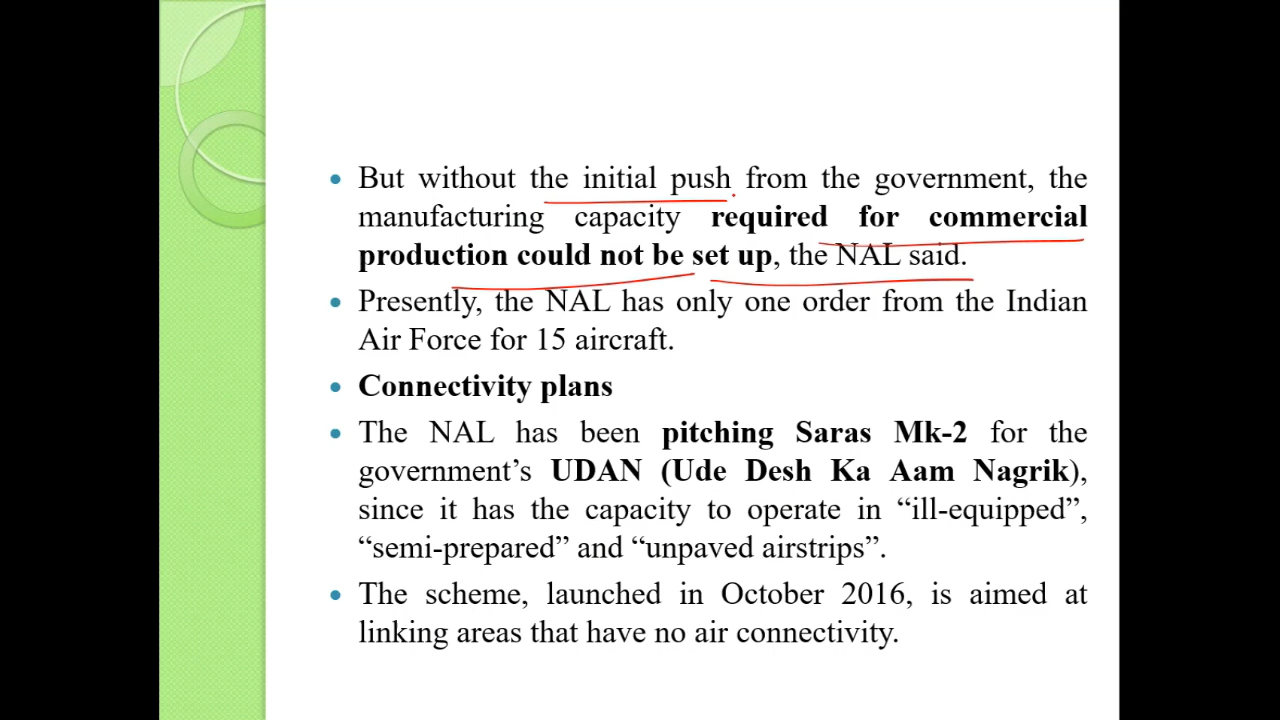 • But without the initial push from the government, the
manufacturing capacity required for commercial
production could not be set up, the NAL said.
• Presently, the NAL has only one order from the Indian
Air Force for 15 aircraft.
• Connectivity plans
• The NAL has been pitching Saras Mk-2 for the
government’s UDAN (Ude Desh Ka Aam Nagrik),
since it has the capacity to operate in “ill-equipped”,
“semi-prepared” and “unpaved airstrips”.
• The scheme, launched in October 2016, is aimed at
linking areas that have no air connectivity.